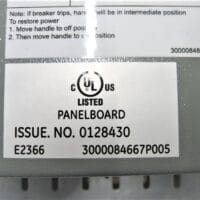 Note: If breaker trips, handle will be in intermediate position
To restore power
1. Move handle to off position
2. Then move handle to on position
3000084
C UL US
LISTED
PANELBOARD
ISSUE. NO. 0128430
E2366 3000084667P005